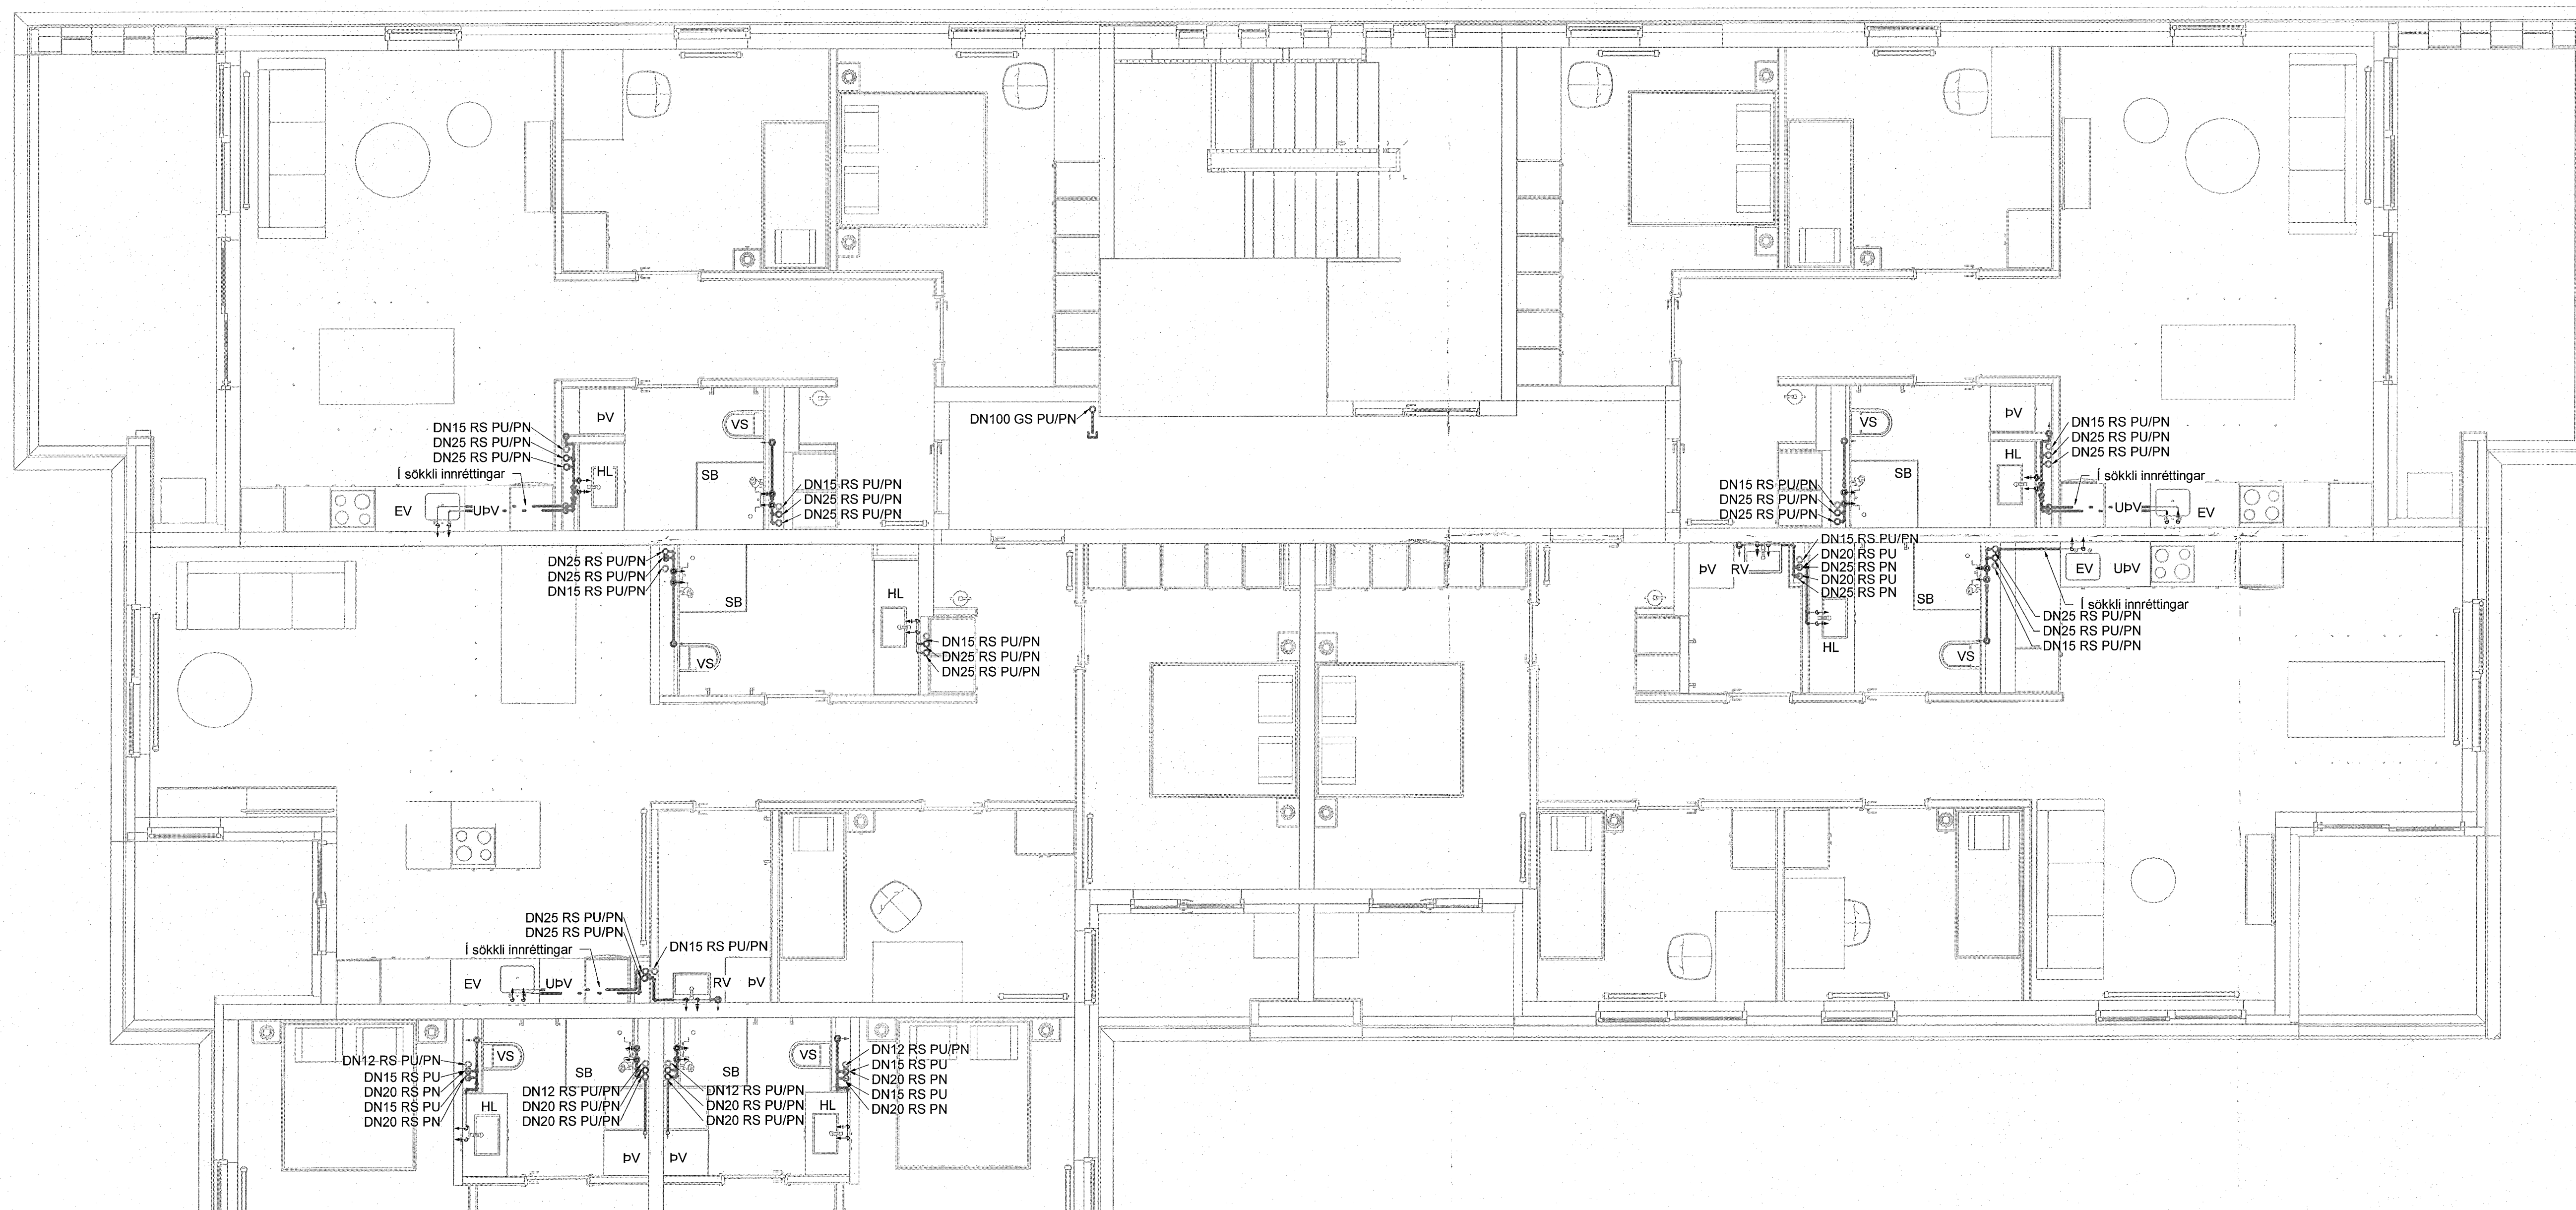 ÞV
VS
DN100 GS PU/PN
VS
ÞV
DN15 RS PU/PN
DN25 RS PU/PN
DN25 RS PU/PN
Í sökkli innréttingar
HL
SB
EV
UÞV
DN15 RS PU/PN
DN25 RS PU/PN
DN25 RS PU/PN
DN15 RS PU/PN
DN25 RS PU/PN
DN25 RS PU/PN
SB
HL
DN15 RS PU/PN
DN25 RS PU/PN
DN25 RS PU/PN
Í sökkli innréttingar
UÞV
EV
DN25 RS PU/PN
DN25 RS PU/PN
DN15 RS PU/PN
SB
VS
HL
DN15 RS PU/PN
DN25 RS PU/PN
DN25 RS PU/PN
ÞV
RV
DN15 RS PU/PN
DN20 RS PU
DN25 RS PN
DN20 RS PU
DN25 RS PN
HL
SB
VS
EV
UÞV
Í sökkli innréttingar
DN25 RS PU/PN
DN25 RS PU/PN
DN15 RS PU/PN
DN25 RS PU/PN
DN25 RS PU/PN
Í sökkli innréttingar
DN15 RS PU/PN
EV
UÞV
RV
ÞV
DN12 RS PU/PN
DN15 RS PU
DN20 RS PN
DN15 RS PU
DN20 RS PN
VS
SB
HL
DN12 RS PU/PN
DN20 RS PU/PN
DN20 RS PU/PN
ÞV
SB
VS
DN12 RS PU/PN
DN20 RS PU/PN
DN20 RS PU/PN
HL
ÞV
DN12 RS PU/PN
DN15 RS PU
DN20 RS PN
DN15 RS PU
DN20 RS PN